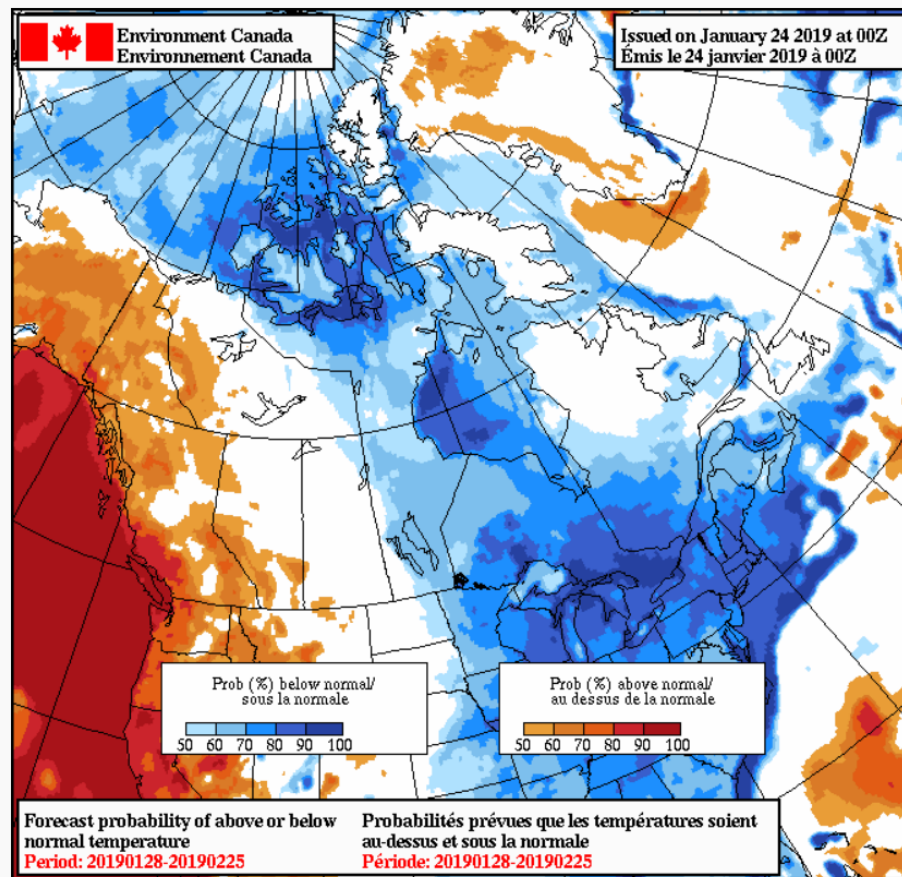 Environment Canada
Environnement Canada
Issued on January 24 2019 at 00Z
Émis le 24 janvier 2019 à 00Z
Prob (%) below normal/
sous la normale
50 60 70 80 90 100
Prob (%) above normal/
au dessus de la normale
50 60 70 80 90 100
Forecast probability of above or below
normal temperature
Period: 20190128-20190225
Probabilités prévues que les températures soient
au-dessus et sous la normale
Période: 20190128-20190225